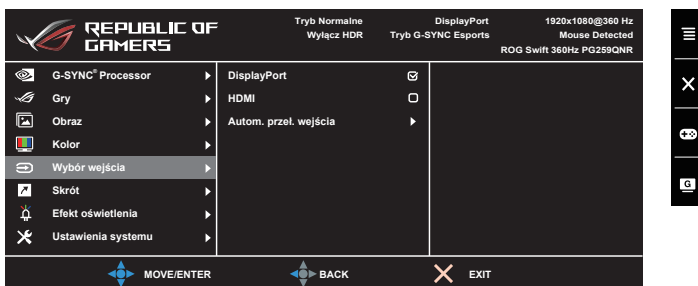 REPUBLIC OF
GAMERS
Tryb Normalne
Wyłącz HDR
DisplayPort
Tryb G-SYNC Esports
1920x1080@360 Hz
Mouse Detected
ROG Swift 360Hz PG259QNR
G-SYNC® Processor
Gry
Obraz
Kolor
Wybór wejścia
Skrót
Efekt oświetlenia
Ustawienia systemu
DisplayPort
HDMI
Autom. przeł. wejścia
MOVE/ENTER
BACK
EXIT
G